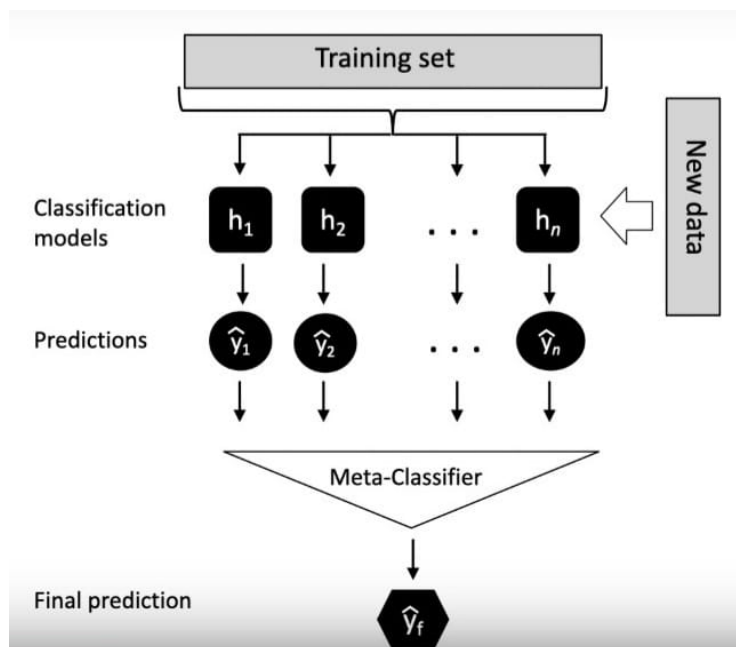 Training set
New data
Classification
models
h₁ h₂ . . . hₙ
Predictions
ŷ₁ ŷ₂ . . . ŷₙ
Meta-Classifier
Final prediction
ŷf